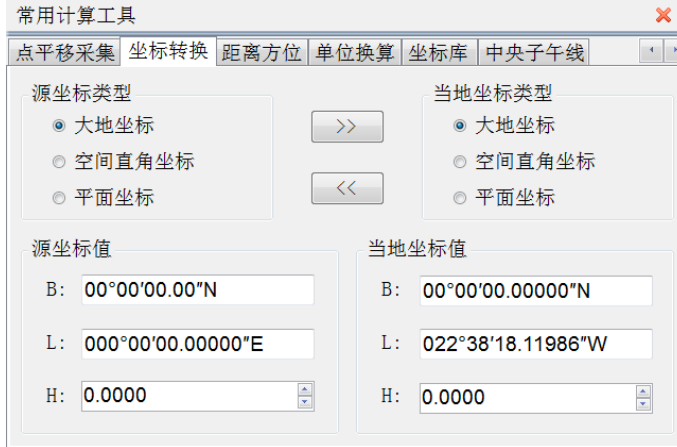 常用计算工具
点平移采集 坐标转换 距离方位 单位换算 坐标库 中央子午线
源坐标类型 当地坐标类型
大地坐标 >> 大地坐标
空间直角坐标 空间直角坐标
平面坐标 << 平面坐标
源坐标值 当地坐标值
B: 00°00′00.00″N B: 00°00′00.00000″N
L: 000°00′00.00000″E L: 022°38′18.11986″W
H: 0.0000 H: 0.0000